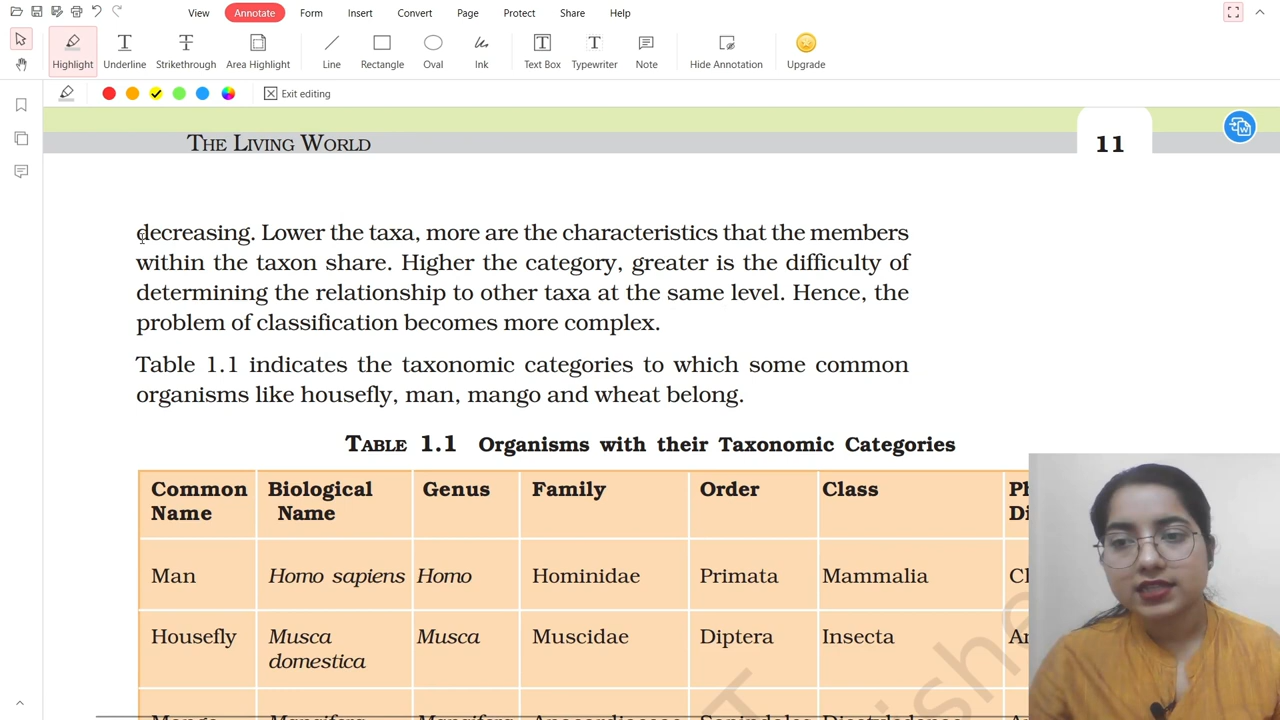 View Annotate Form Insert Convert Page Protect Share Help
Highlight Underline Strikethrough Area Highlight Line Rectangle Oval Ink Text Box Typewriter Note Hide Annotation Upgrade
Exit editing
THE LIVING WORLD 11
decreasing. Lower the taxa, more are the characteristics that the members
within the taxon share. Higher the category, greater is the difficulty of
determining the relationship to other taxa at the same level. Hence, the
problem of classification becomes more complex.
Table 1.1 indicates the taxonomic categories to which some common
organisms like housefly, man, mango and wheat belong.
TABLE 1.1 Organisms with their Taxonomic Categories
Common Biological Genus Family Order Class
Name Name
Man Homo sapiens Homo Hominidae Primata Mammalia
Housefly Musca Musca Muscidae Diptera Insecta
domestica